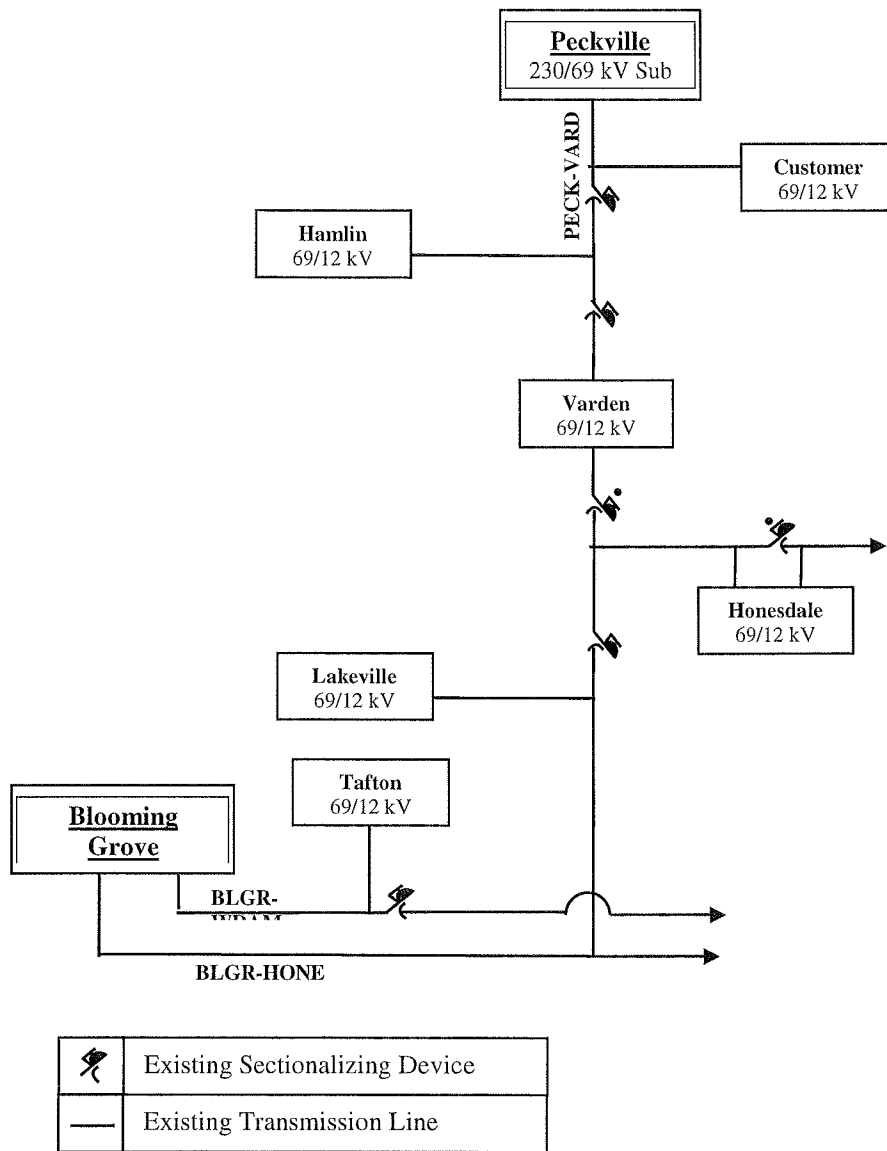 Peckville
230/69 kV Sub
PECK-VARD
Customer
69/12 kV
Hamlin
69/12 kV
Varden
69/12 kV
Honesdale
69/12 kV
Lakeville
69/12 kV
Tafton
69/12 kV
Blooming
Grove
BLGR-
BLGR-HONE
Existing Sectionalizing Device
Existing Transmission Line